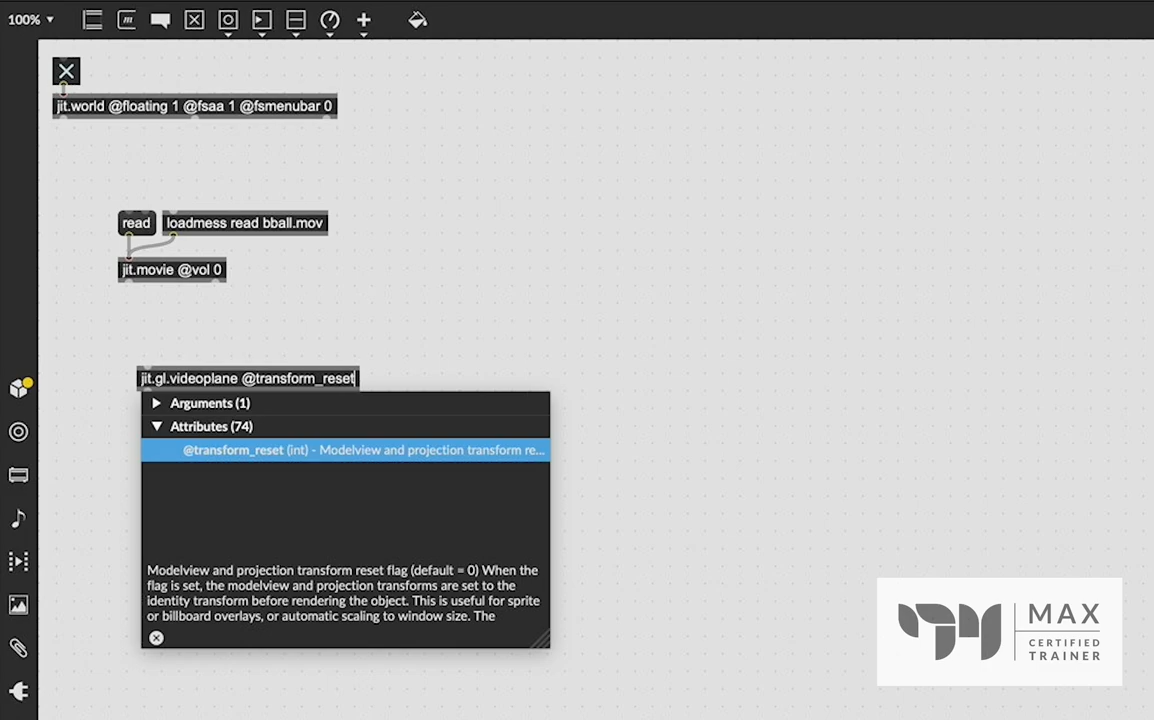 100%
jit.world @floating 1 @fsaa 1 @fsmenubar 0
read
loadmess read bball.mov
jit.movie @vol 0
jit.gl.videoplane @transform_reset
Arguments (1)
Attributes (74)
@transform_reset (int) - Modelview and projection transform re...
Modelview and projection transform reset flag (default = 0) When the
flag is set, the modelview and projection transforms are set to the
identity transform before rendering the object. This is useful for sprite
or billboard overlays, or automatic scaling to window size. The
MAX
CERTIFIED
TRAINER